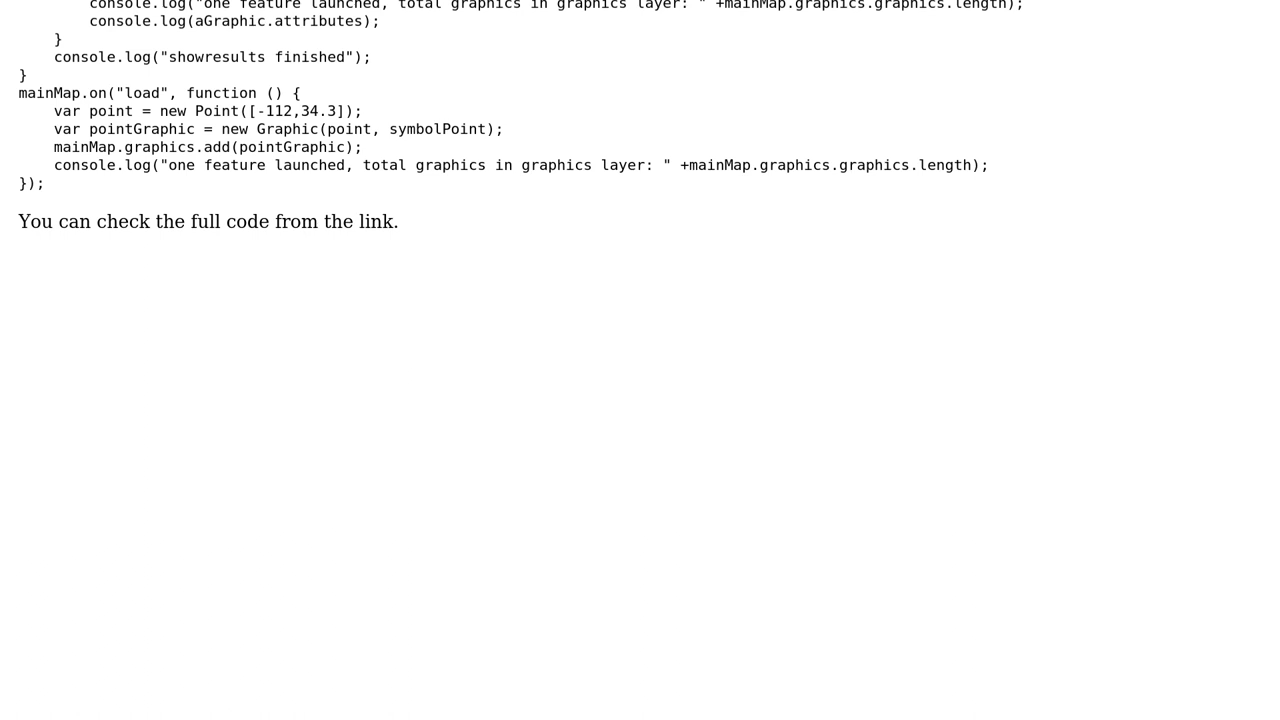 console.log("one feature launched, total graphics in graphics layer: " +mainMap.graphics.graphics.length);
console.log(aGraphic.attributes);
}
console.log("showresults finished");
}
mainMap.on("load", function () {
var point = new Point([-112,34.3]);
var pointGraphic = new Graphic(point, symbolPoint);
mainMap.graphics.add(pointGraphic);
console.log("one feature launched, total graphics in graphics layer: " +mainMap.graphics.graphics.length);
});
You can check the full code from the link.